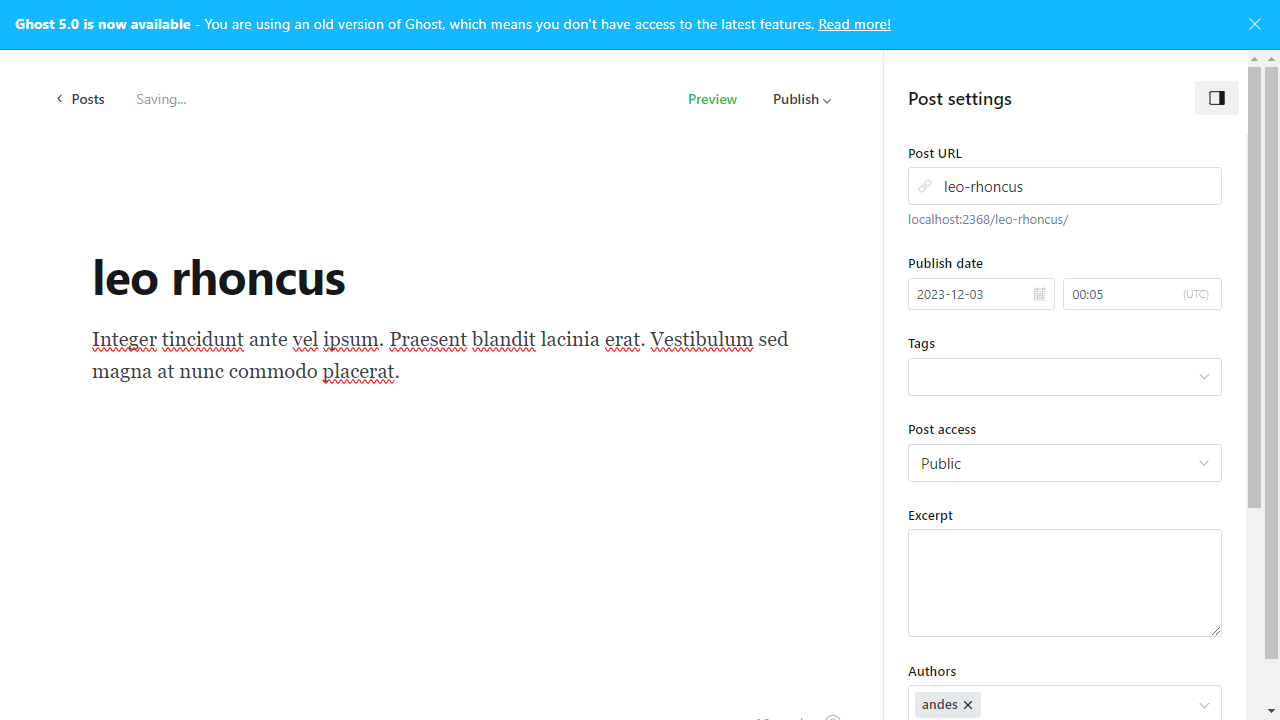 Ghost 5.0 is now available - You are using an old version of Ghost, which means you don't have access to the latest features. Read more!
Posts
Saving...
Preview
Publish
Post settings
Post URL
leo-rhoncus
localhost:2368/leo-rhoncus/
Publish date
2023-12-03
00:05
(UTC)
Tags
Post access
Public
Excerpt
Authors
andes
leo rhoncus
Integer tincidunt ante vel ipsum. Praesent blandit lacinia erat. Vestibulum sed
magna at nunc commodo placerat.